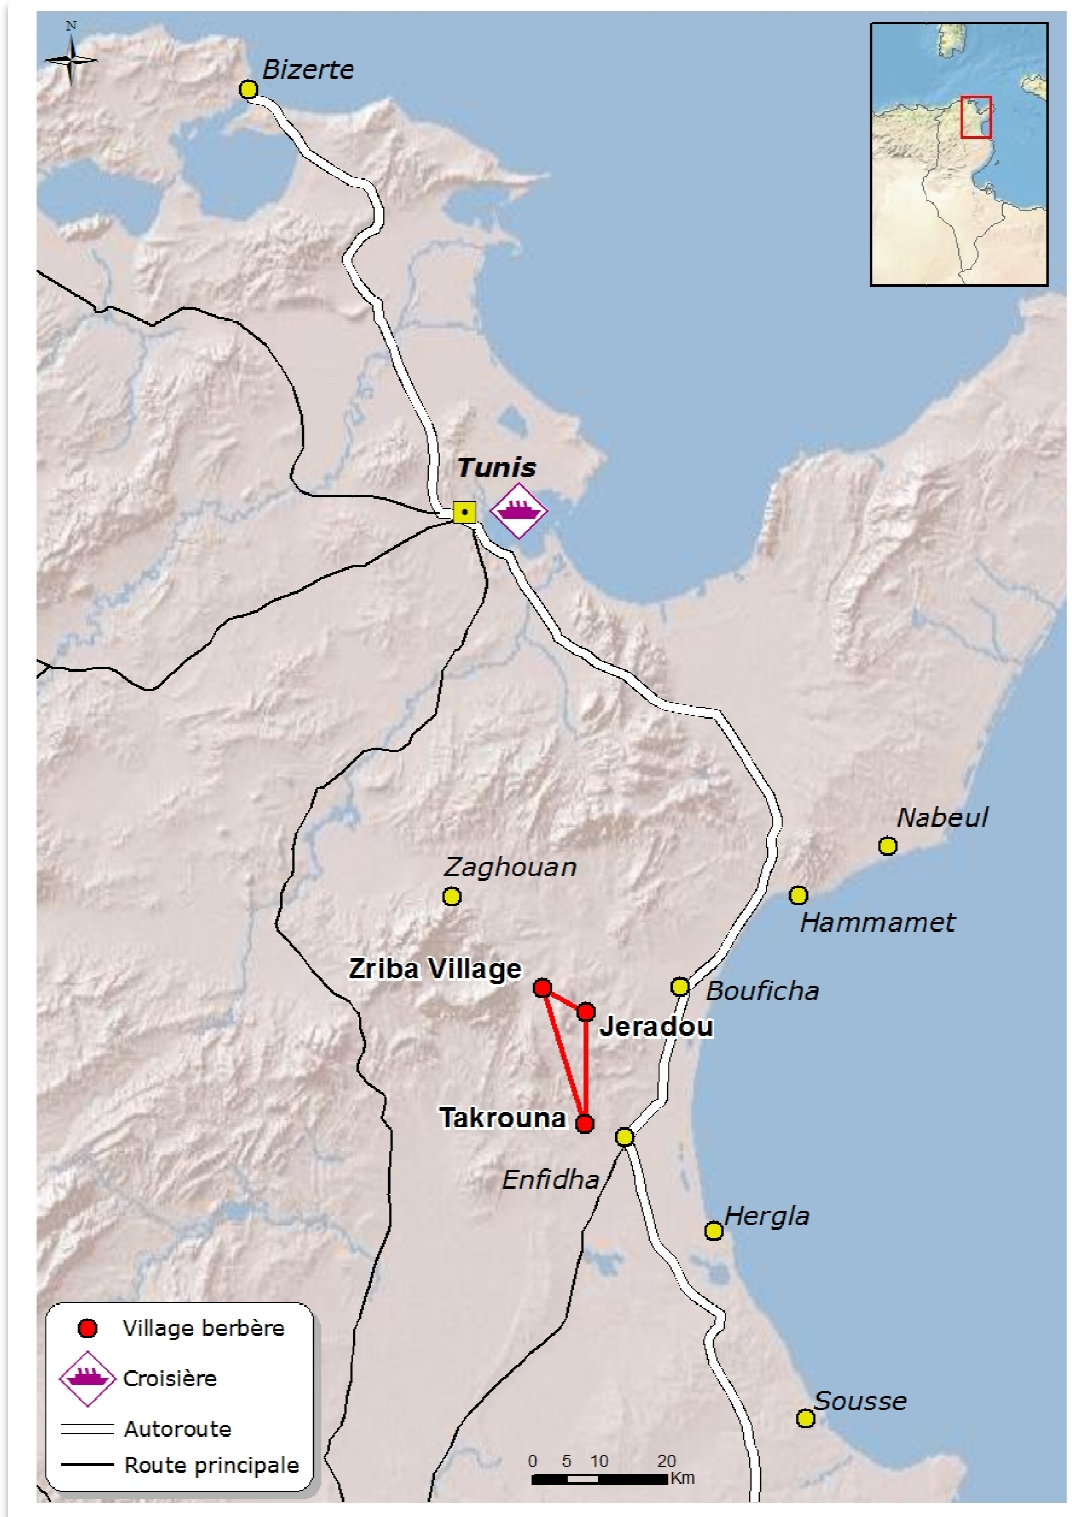 N
Bizerte
Tunis
Nabeul
Zaghouan
Hammamet
Zriba Village
Bouficha
Jeradou
Takrouna
Enfidha
Hergla
Village berbère
Croisière
Autoroute
Route principale
Sousse
0 5 10 20
Km